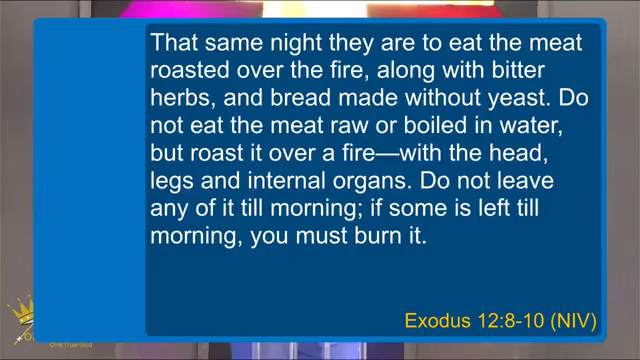 That same night they are to eat the meat
roasted over the fire, along with bitter
herbs, and bread made without yeast. Do
not eat the meat raw or boiled in water,
but roast it over a fire—with the head,
legs and internal organs. Do not leave
any of it till morning; if some is left till
morning, you must burn it.
Exodus 12:8-10 (NIV)
One True God